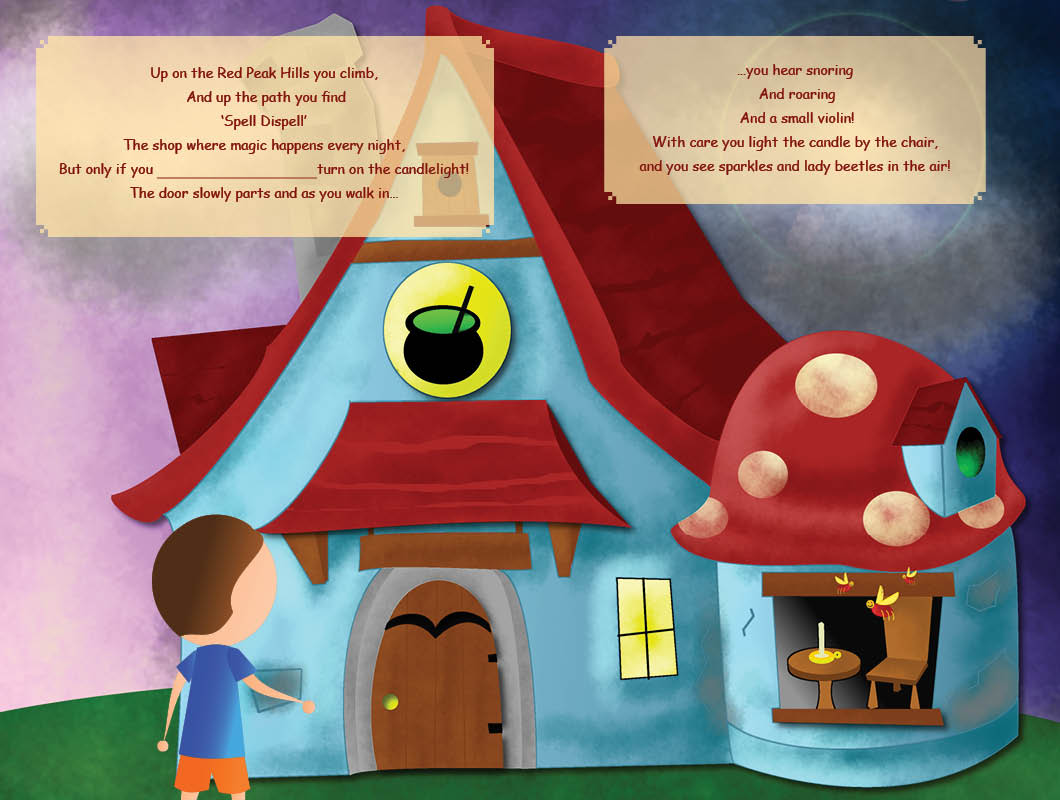 Up on the Red Peak Hills you climb,
And up the path you find
‘Spell Dispell’
The shop where magic happens every night,
But only if you ____________________turn on the candlelight!
The door slowly parts and as you walk in...
...you hear snoring
And roaring
And a small violin!
With care you light the candle by the chair,
and you see sparkles and lady beetles in the air!